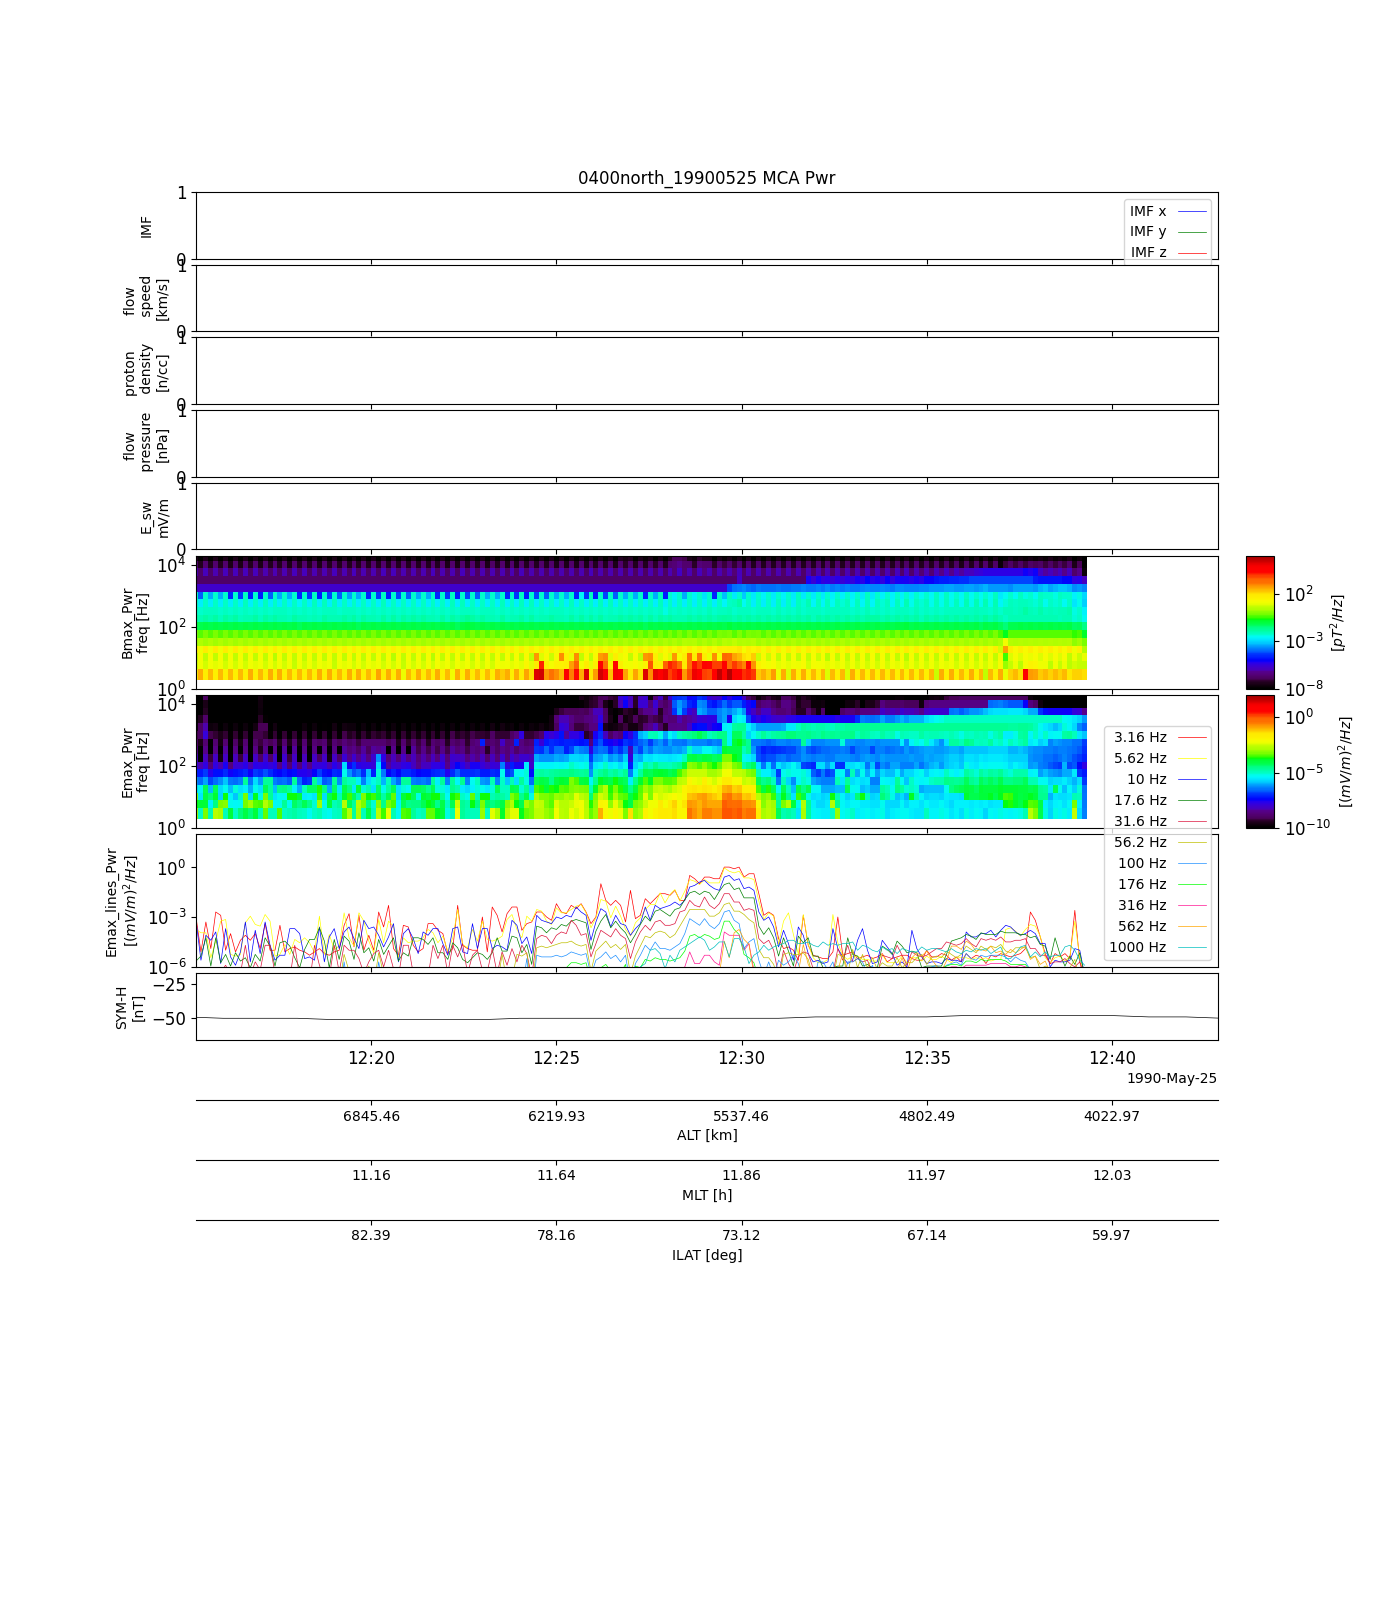 0400north_19900525 MCA Pwr
1
IMF
0
IMF x
IMF y
IMF z
1
flow
speed
[km/s]
0
1
proton
density
[n/cc]
0
1
flow
pressure
[nPa]
0
1
E_sw
mV/m
0
10^4
10^2
10^0
Bmax_Pwr
freq [Hz]
10^2
10^-3
10^-8
[pT^2/Hz]
10^4
10^2
10^0
Emax_Pwr
freq [Hz]
10^0
10^-5
10^-10
[(mV/m)^2/Hz]
3.16 Hz
5.62 Hz
10 Hz
17.6 Hz
31.6 Hz
56.2 Hz
100 Hz
176 Hz
316 Hz
562 Hz
1000 Hz
10^0
10^-3
10^-6
Emax_lines_Pwr
[(mV/m)^2/Hz]
−25
−50
SYM-H
[nT]
12:20 12:25 12:30 12:35 12:40
1990-May-25
6845.46 6219.93 5537.46 4802.49 4022.97
ALT [km]
11.16 11.64 11.86 11.97 12.03
MLT [h]
82.39 78.16 73.12 67.14 59.97
ILAT [deg]